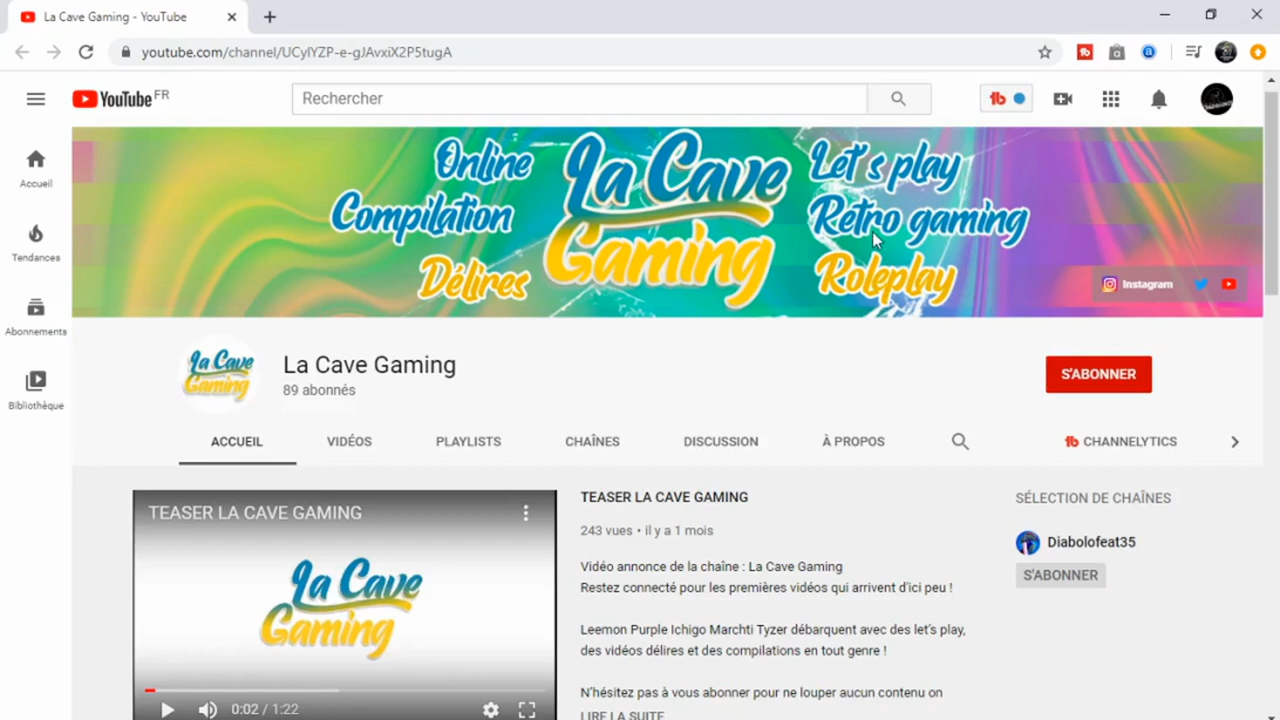 La Cave Gaming - YouTube
youtube.com/channel/UCylYZP-e-gJAvxiX2P5tugA
YouTube FR
Rechercher
Online
Compilation
Délires
La Cave
Gaming
Let's play
Retro gaming
Roleplay
Instagram
Accueil
Tendances
Abonnements
Bibliothèque
La Cave
Gaming
La Cave Gaming
89 abonnés
S'ABONNER
ACCUEIL
VIDÉOS
PLAYLISTS
CHAÎNES
DISCUSSION
À PROPOS
CHANNELYTICS
TEASER LA CAVE GAMING
La Cave
Gaming
0:02 / 1:22
TEASER LA CAVE GAMING
243 vues • il y a 1 mois
Vidéo annonce de la chaîne : La Cave Gaming
Restez connecté pour les premières vidéos qui arrivent d'ici peu !
Leemon Purple Ichigo Marchti Tyzer débarquent avec des let's play,
des vidéos délires et des compilations en tout genre !
N'hésitez pas à vous abonner pour ne louper aucun contenu on
LIRE LA SUITE
SÉLECTION DE CHAÎNES
Diabolofeat35
S'ABONNER